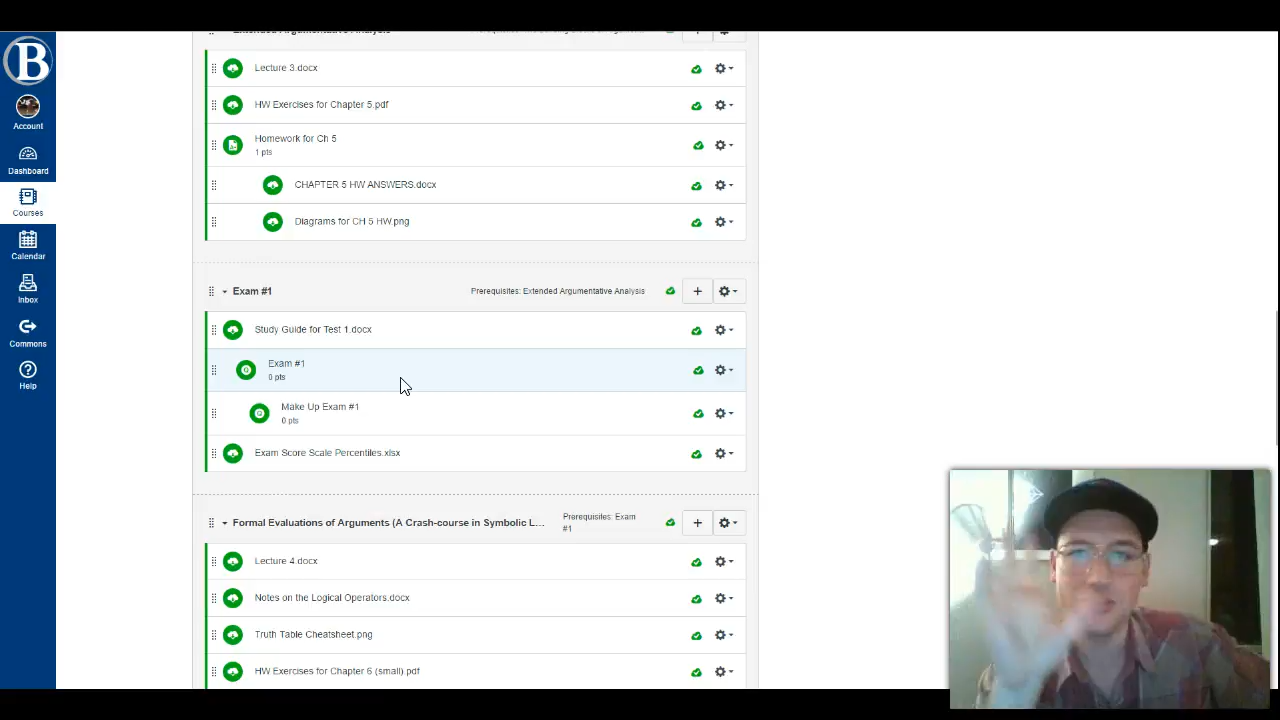 B
Account
Dashboard
Courses
Calendar
Inbox
Commons
Help
Extended Argumentative Analysis
Lecture 3.docx
HW Exercises for Chapter 5.pdf
Homework for Ch 5
1 pts
CHAPTER 5 HW ANSWERS.docx
Diagrams for CH 5 HW.png
Exam #1
Prerequisites: Extended Argumentative Analysis
Study Guide for Test 1.docx
Exam #1
0 pts
Make Up Exam #1
0 pts
Exam Score Scale Percentiles.xlsx
Formal Evaluations of Arguments (A Crash-course in Symbolic L...
Prerequisites: Exam
#1
Lecture 4.docx
Notes on the Logical Operators.docx
Truth Table Cheatsheet.png
HW Exercises for Chapter 6 (small).pdf